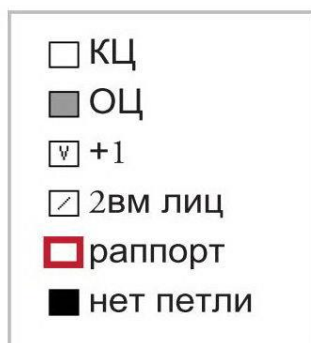 КЦ
ОЦ
+1
2вм лиц
раппорт
нет петли